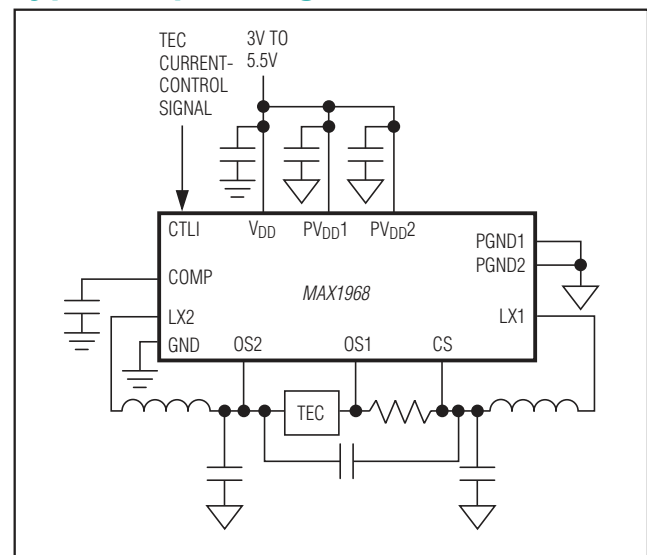 TEC
CURRENT-
CONTROL
SIGNAL
3V TO
5.5V
CTLI
VDD
PVDD1
PVDD2
PGND1
PGND2
COMP
MAX1968
LX2
LX1
GND
OS2
OS1
CS
TEC